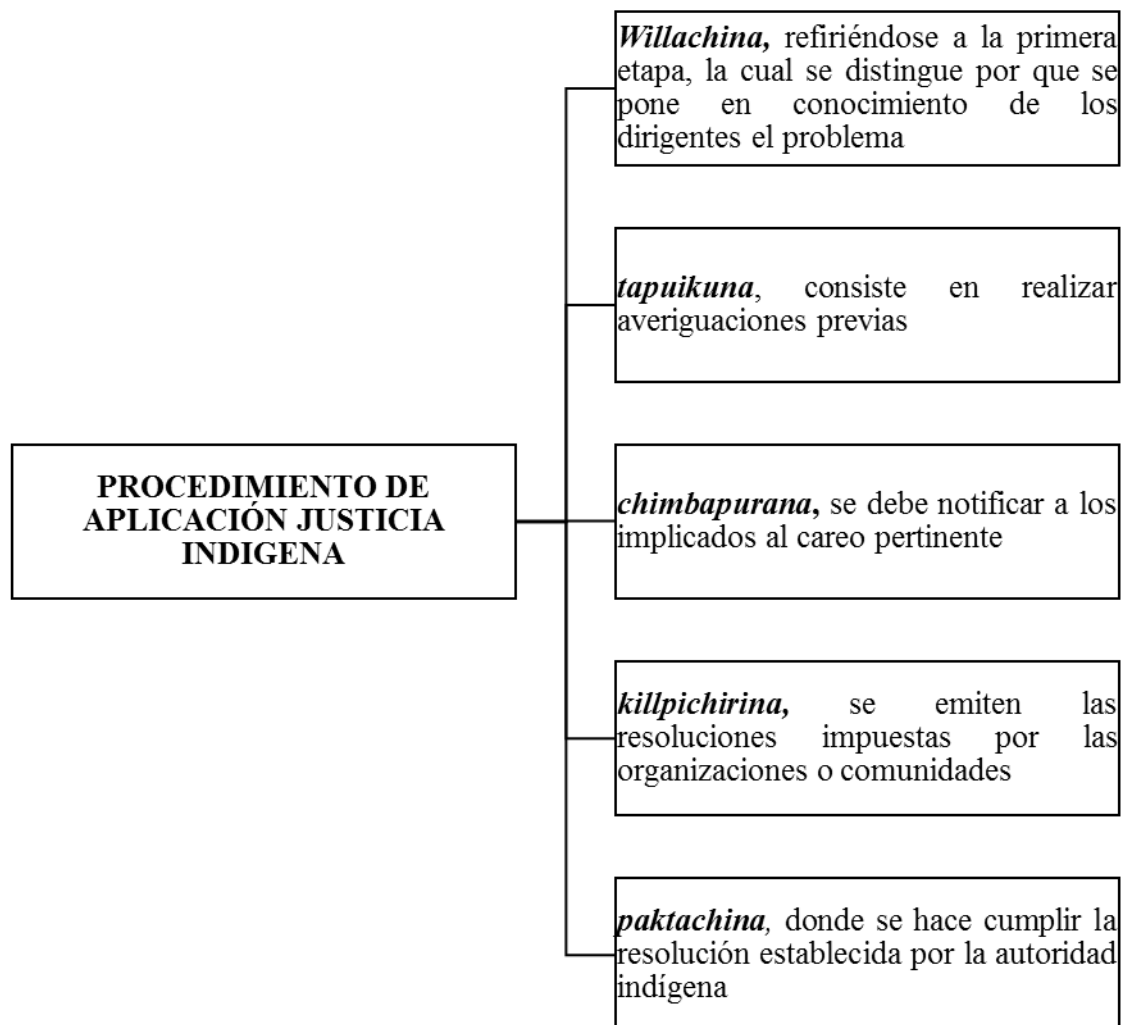 Willachina, refiriéndose a la primera
etapa, la cual se distingue por que se
pone en conocimiento de los
dirigentes el problema
tapuikuna, consiste en realizar
averiguaciones previas
PROCEDIMIENTO DE
APLICACIÓN JUSTICIA
INDIGENA
chimbapurana, se debe notificar a los
implicados al careo pertinente
killpichirina, se emiten las
resoluciones impuestas por las
organizaciones o comunidades
paktachina, donde se hace cumplir la
resolución establecida por la autoridad
indígena